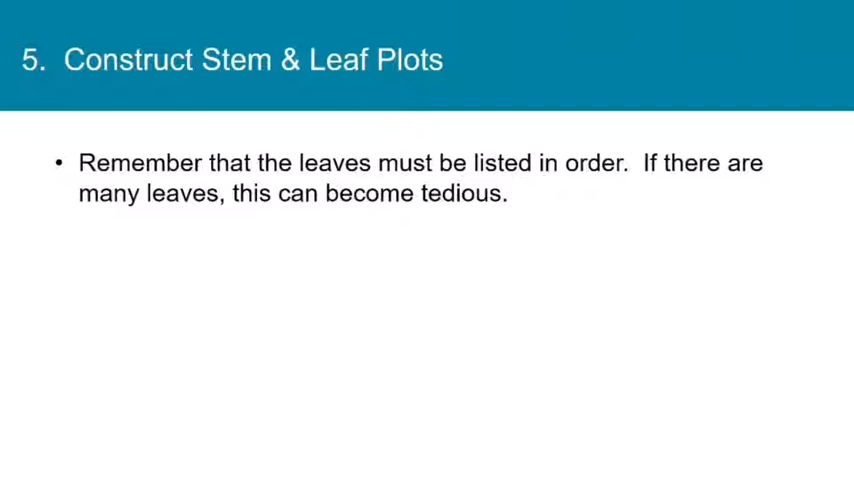 5.  Construct Stem & Leaf Plots
• Remember that the leaves must be listed in order.  If there are
many leaves, this can become tedious.